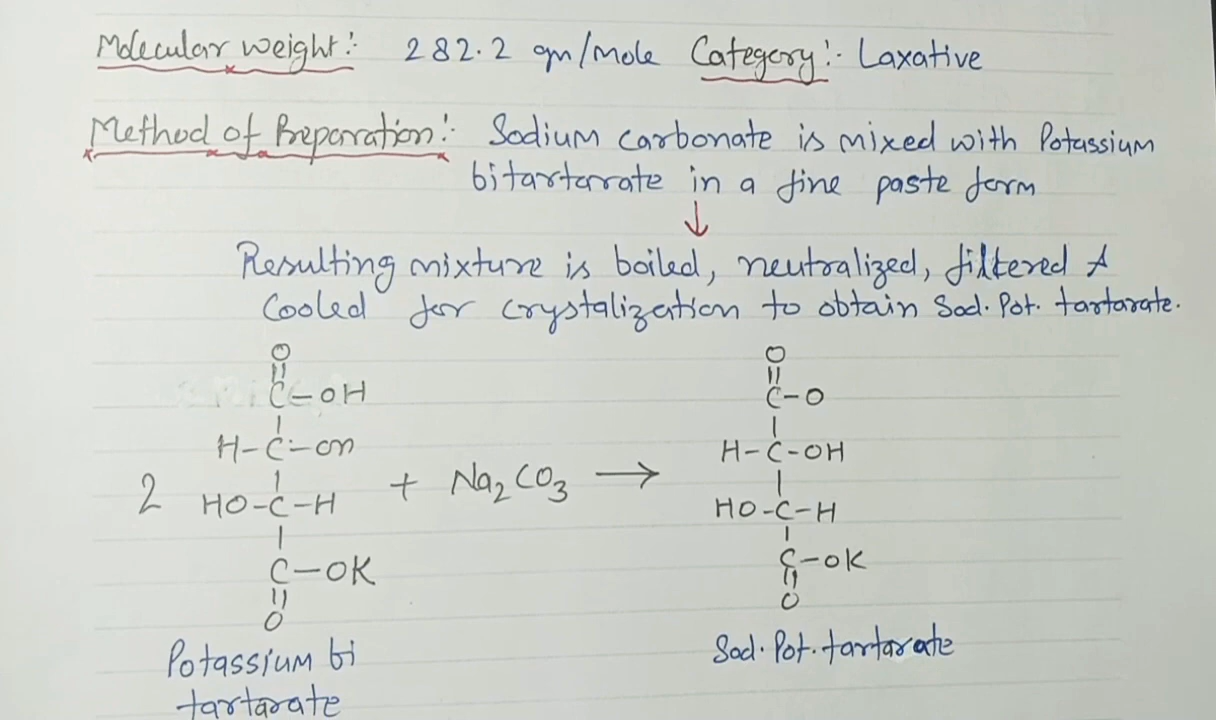 Molecular weight:- 282.2 gm/mole Category:- Laxative
Method of Preparation:- Sodium carbonate is mixed with Potassium
bitartarate in a fine paste form
↓
Resulting mixture is boiled, neutralized, filtered &
Cooled for crystalization to obtain Sod. Pot. tartarate.
O O
|| ||
C-OH C-O
H-C-OH H-C-OH
2 HO-C-H + Na2CO3 → HO-C-H
C-OK C-OK
|| ||
O O
Potassium bi Sod. Pot. tartarate
tartarate